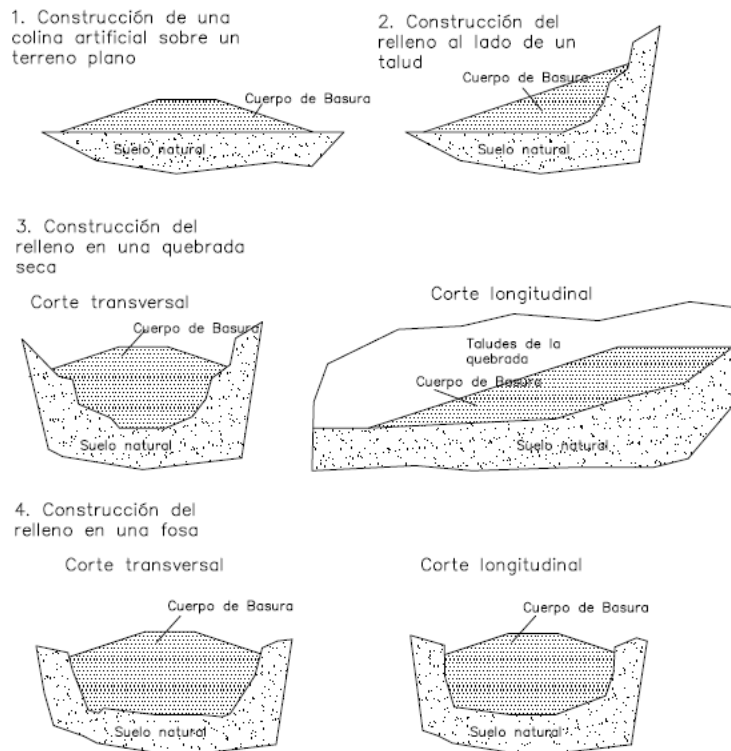 1. Construcción de una
colina artificial sobre un
terreno plano
Cuerpo de Basura
Suelo natural
2. Construcción del
relleno al lado de un
talud
Cuerpo de Basura
Suelo natural
3. Construcción del
relleno en una quebrada
seca
Corte transversal
Cuerpo de Basura
Suelo natural
Corte longitudinal
Taludes de la
quebrada
Cuerpo de Basura
Suelo natural
4. Construcción del
relleno en una fosa
Corte transversal
Cuerpo de Basura
Suelo natural
Corte longitudinal
Cuerpo de Basura
Suelo natural